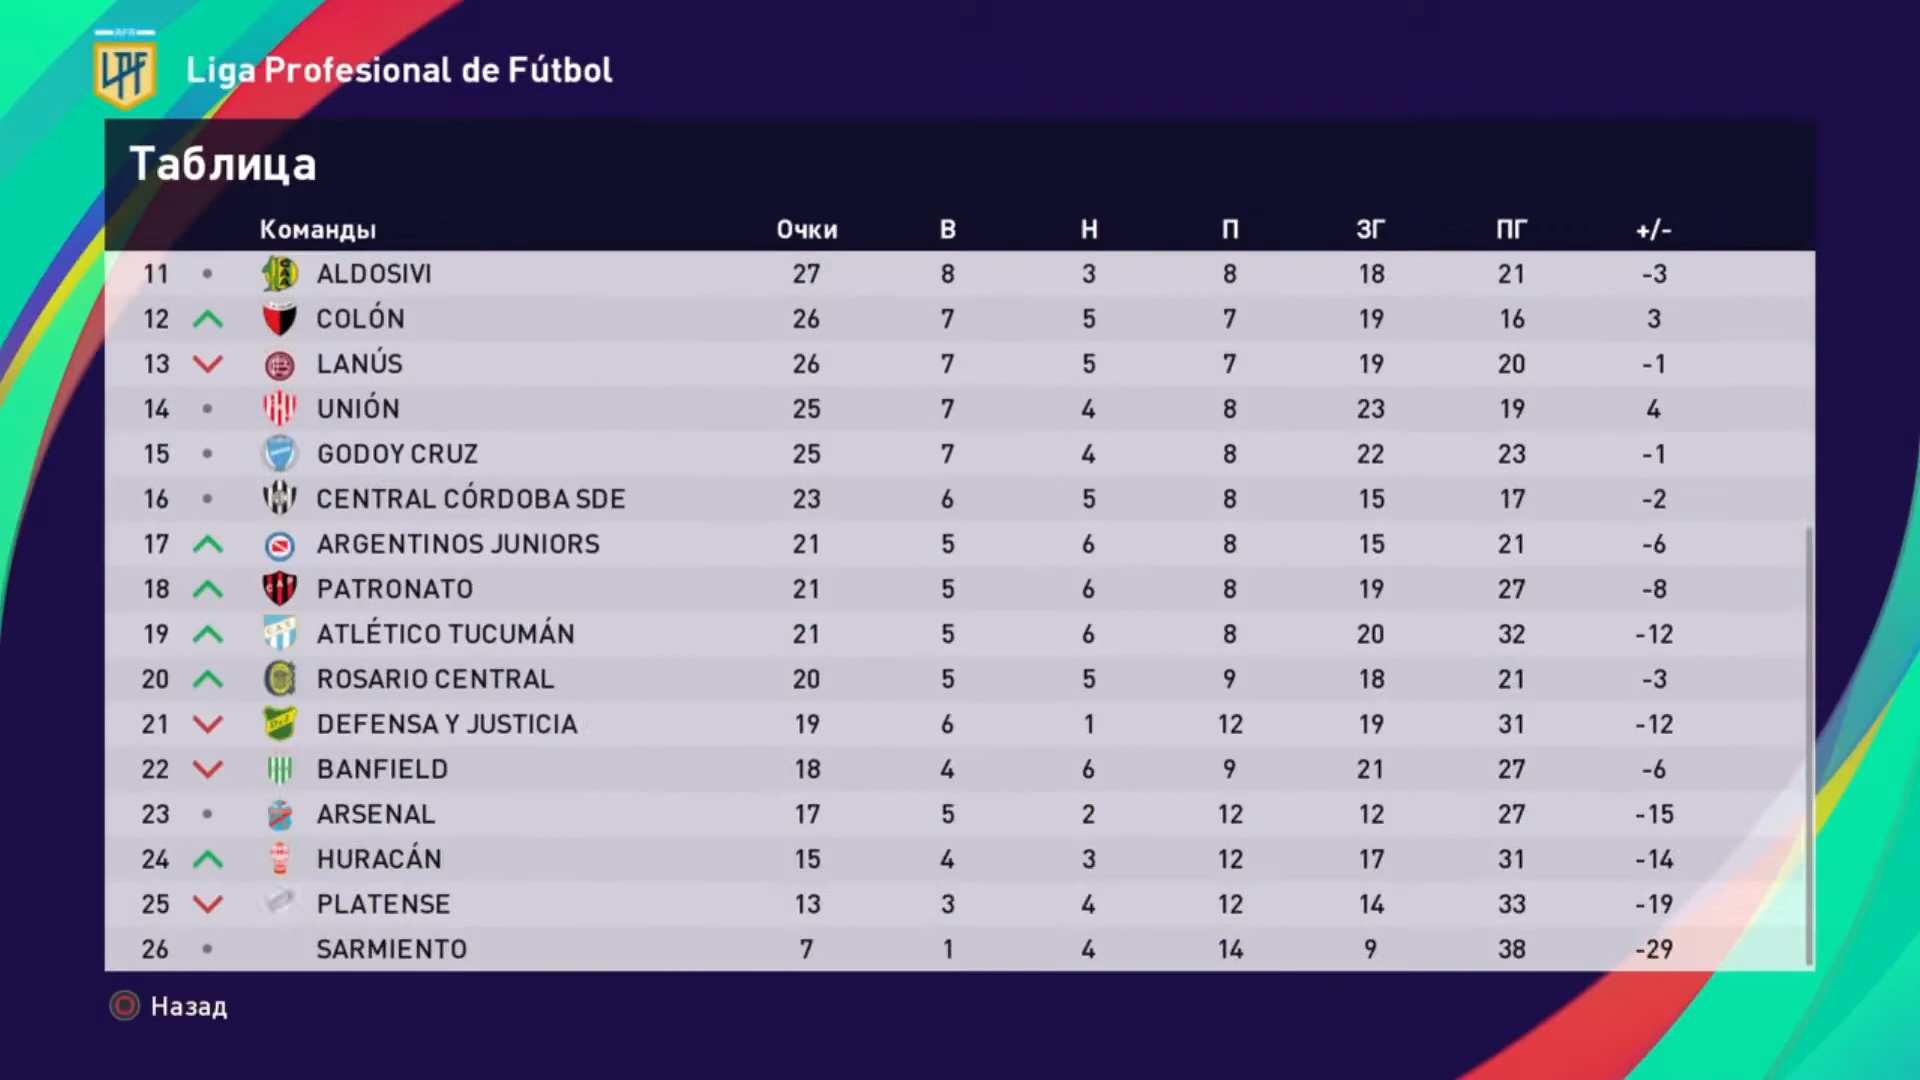 AFA
LPF
Liga Profesional de Fútbol
Таблица
Команды Очки В Н П ЗГ ПГ +/-
11 ALDOSIVI 27 8 3 8 18 21 -3
12 COLÓN 26 7 5 7 19 16 3
13 LANÚS 26 7 5 7 19 20 -1
14 UNIÓN 25 7 4 8 23 19 4
15 GODOY CRUZ 25 7 4 8 22 23 -1
16 CENTRAL CÓRDOBA SDE 23 6 5 8 15 17 -2
17 ARGENTINOS JUNIORS 21 5 6 8 15 21 -6
18 PATRONATO 21 5 6 8 19 27 -8
19 ATLÉTICO TUCUMÁN 21 5 6 8 20 32 -12
20 ROSARIO CENTRAL 20 5 5 9 18 21 -3
21 DEFENSA Y JUSTICIA 19 6 1 12 19 31 -12
22 BANFIELD 18 4 6 9 21 27 -6
23 ARSENAL 17 5 2 12 12 27 -15
24 HURACÁN 15 4 3 12 17 31 -14
25 PLATENSE 13 3 4 12 14 33 -19
26 SARMIENTO 7 1 4 14 9 38 -29
Назад